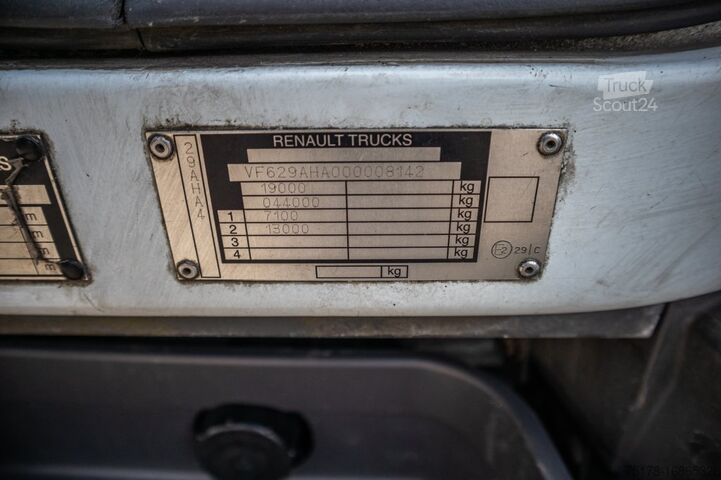 Truck
Scout24
RENAULT TRUCKS
29AHA4
VF629AHA000008142
19000 kg
044000 kg
1 7100 kg
2 13000 kg
3 kg
4 kg
kg
E2 29/C
S
m
m
m
m